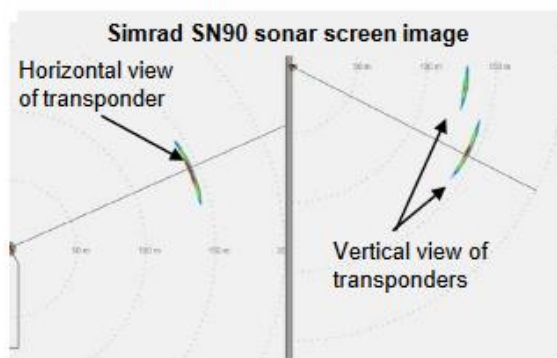 Simrad SN90 sonar screen image
Horizontal view
of transponder
50 m
100 m
150 m
50 m
100 m
150 m
Vertical view of
transponders